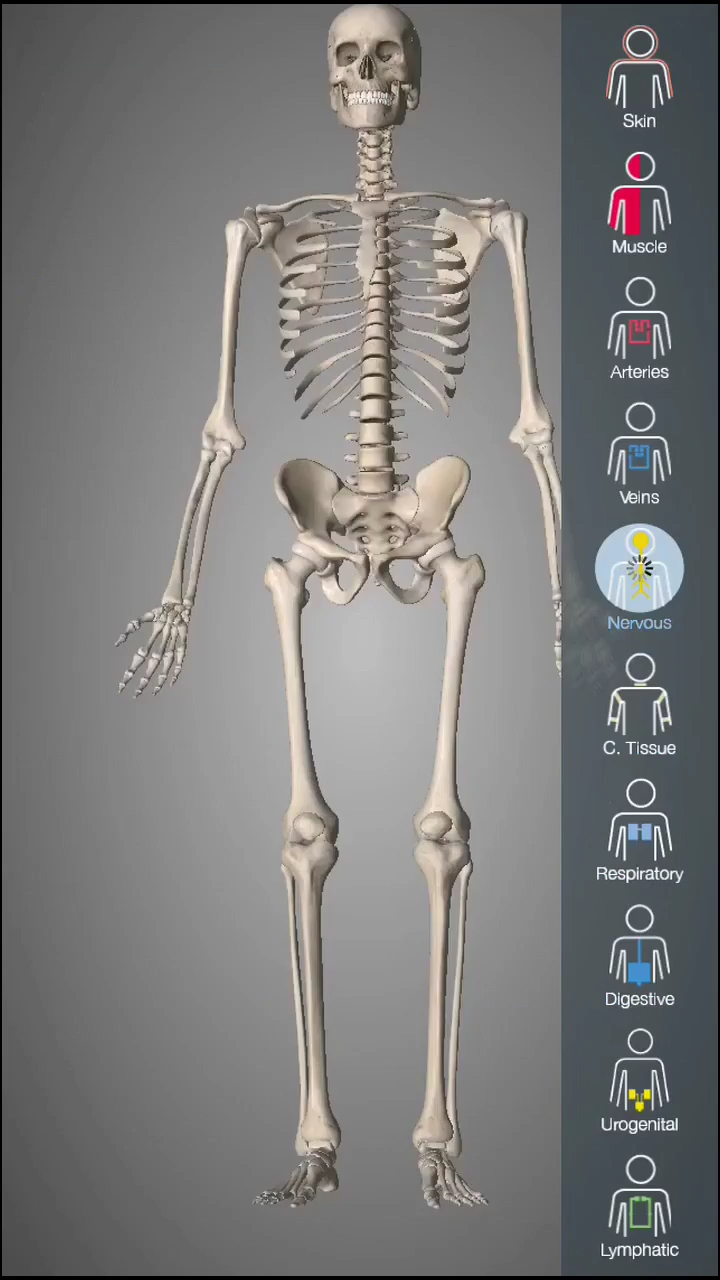 Skin
Muscle
Arteries
Veins
Nervous
C. Tissue
Respiratory
Digestive
Urogenital
Lymphatic